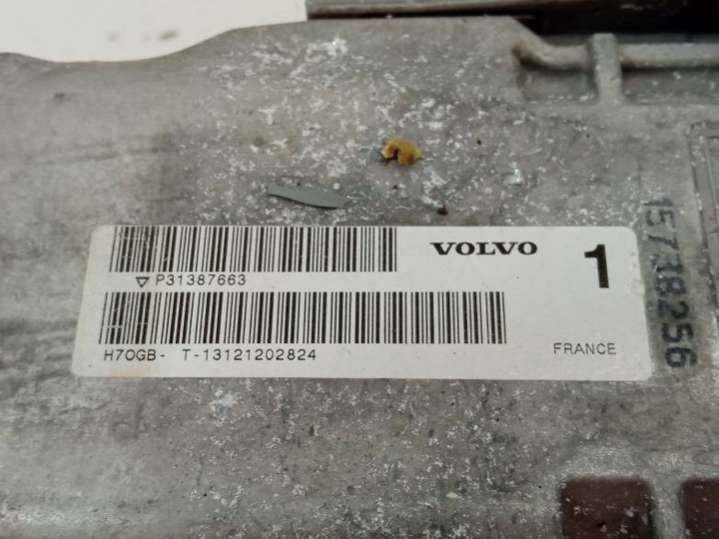 VOLVO 1
▽ P31387663
H7OGB- T-13121202824
FRANCE
15738256